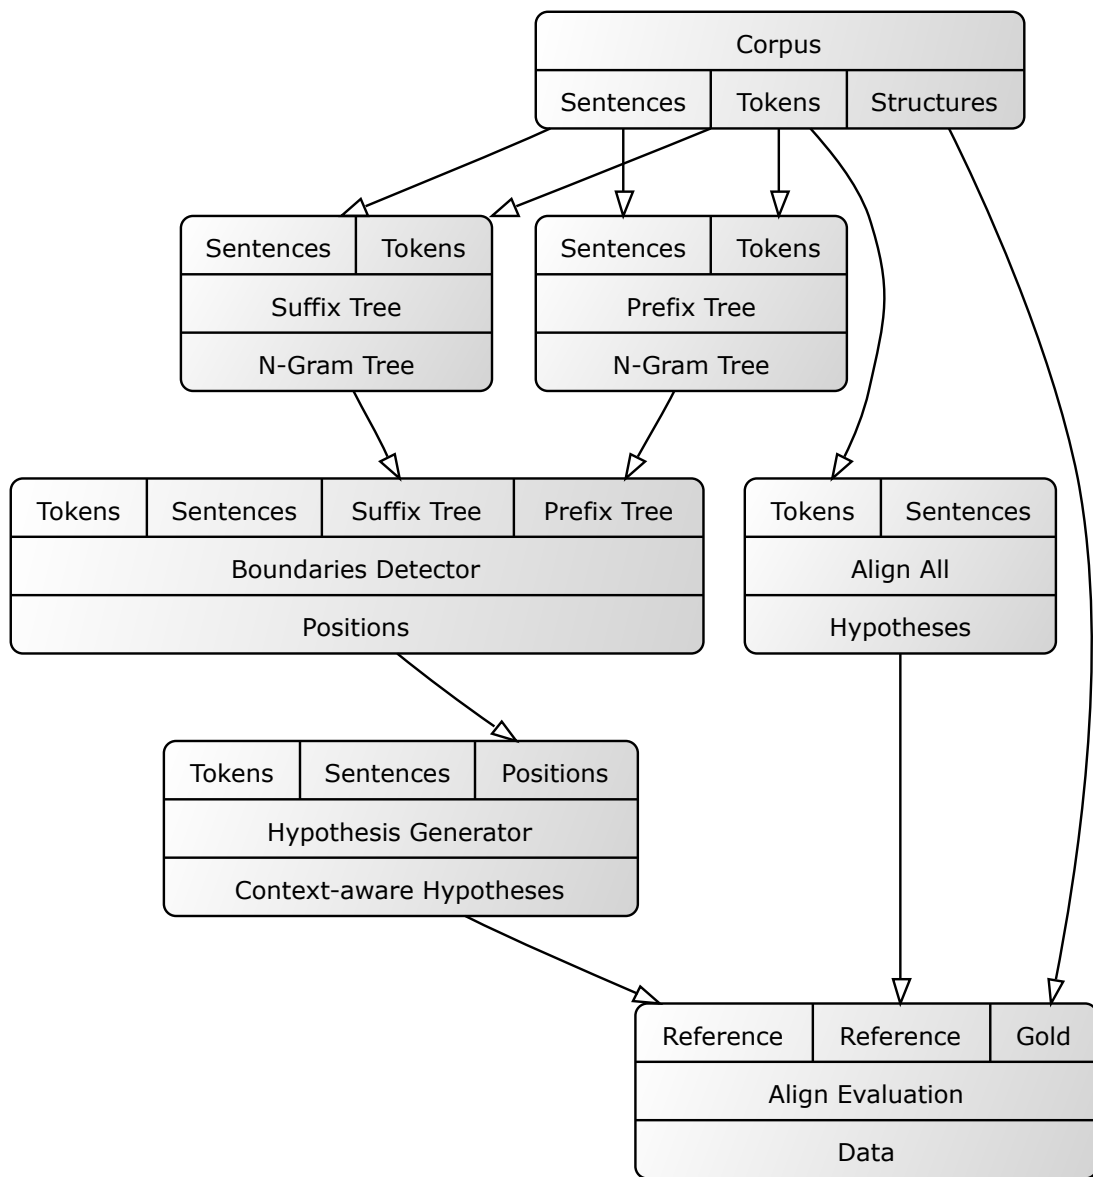 Corpus
Sentences Tokens Structures
Sentences Tokens
Suffix Tree
N-Gram Tree
Sentences Tokens
Prefix Tree
N-Gram Tree
Tokens Sentences Suffix Tree Prefix Tree
Boundaries Detector
Positions
Tokens Sentences
Align All
Hypotheses
Tokens Sentences Positions
Hypothesis Generator
Context-aware Hypotheses
Reference Reference Gold
Align Evaluation
Data